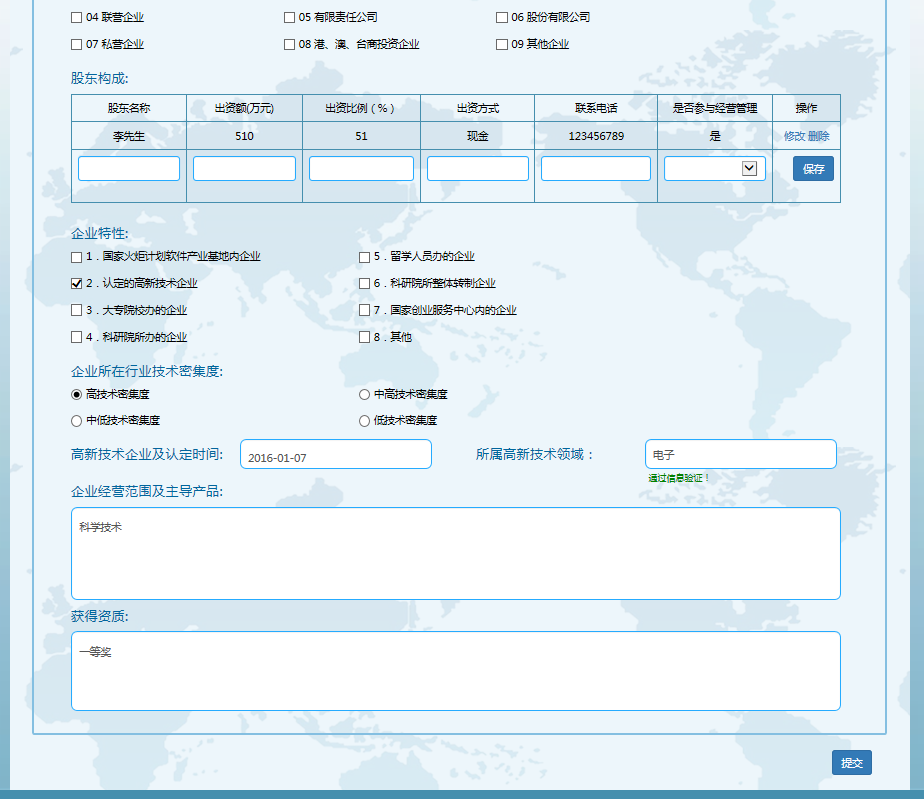 04 联营企业 05 有限责任公司 06 股份有限公司
07 私营企业 08 港、澳、台商投资企业 09 其他企业
股东构成:
股东名称 出资额(万元) 出资比例（%） 出资方式 联系电话 是否参与经营管理 操作
李先生 510 51 现金 123456789 是 修改 删除
保存
企业特性:
1．国家火炬计划软件产业基地内企业 5．留学人员办的企业
2．认定的高新技术企业 6．科研院所整体转制企业
3．大专院校办的企业 7．国家创业服务中心内的企业
4．科研院所办的企业 8．其他
企业所在行业技术密集度:
高技术密集度 中高技术密集度
中低技术密集度 低技术密集度
高新技术企业及认定时间: 2016-01-07 所属高新技术领域： 电子
通过信息验证！
企业经营范围及主导产品:
科学技术
获得资质:
一等奖
提交